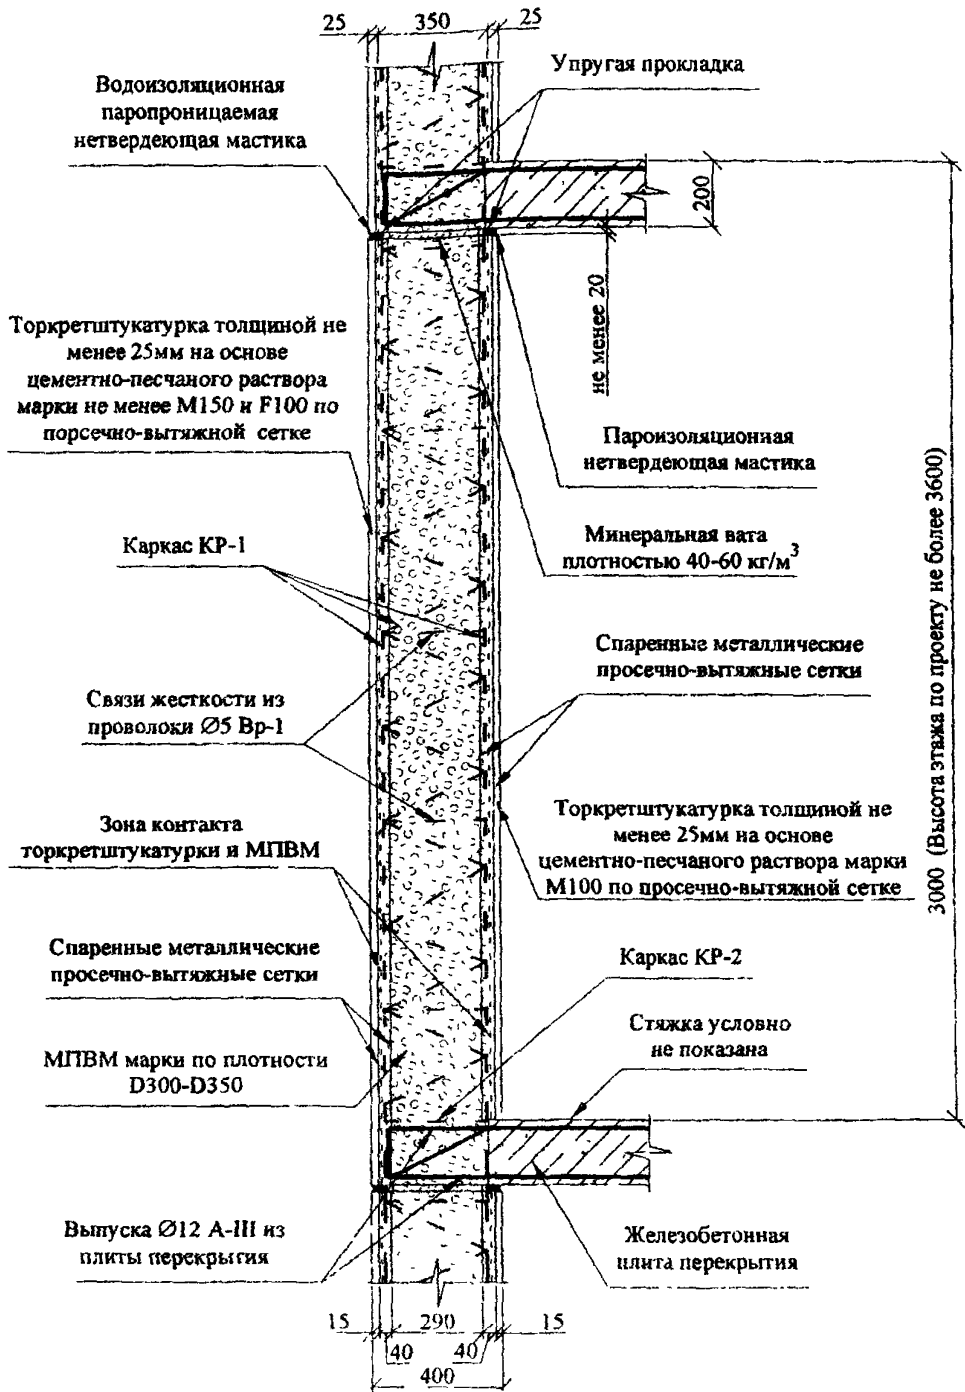 25
350
25
Упругая прокладка
Водоизоляционная
паропроницаемая
нетвердеющая мастика
200
не менее 20
Торкретштукатурка толщиной не
менее 25мм на основе
цементно-песчаного раствора
марки не менее М150 и F100 по
порсечно-вытяжной сетке
Пароизоляционная
нетвердеющая мастика
Минеральная вата
плотностью 40-60 кг/м³
Каркас КР-1
3000 (Высота этажа по проекту не более 3600)
Спаренные металлические
просечно-вытяжные сетки
Связи жесткости из
проволоки Ø5 Вр-1
Торкретштукатурка толщиной не
менее 25мм на основе
цементно-песчаного раствора марки
М100 по просечно-вытяжной сетке
Зона контакта
торкретштукатурки и МПВМ
Спаренные металлические
просечно-вытяжные сетки
Каркас КР-2
Стяжка условно
не показана
МПВМ марки по плотности
D300-D350
Выпуска Ø12 А-III из
плиты перекрытия
Железобетонная
плита перекрытия
15
290
15
40
40
400